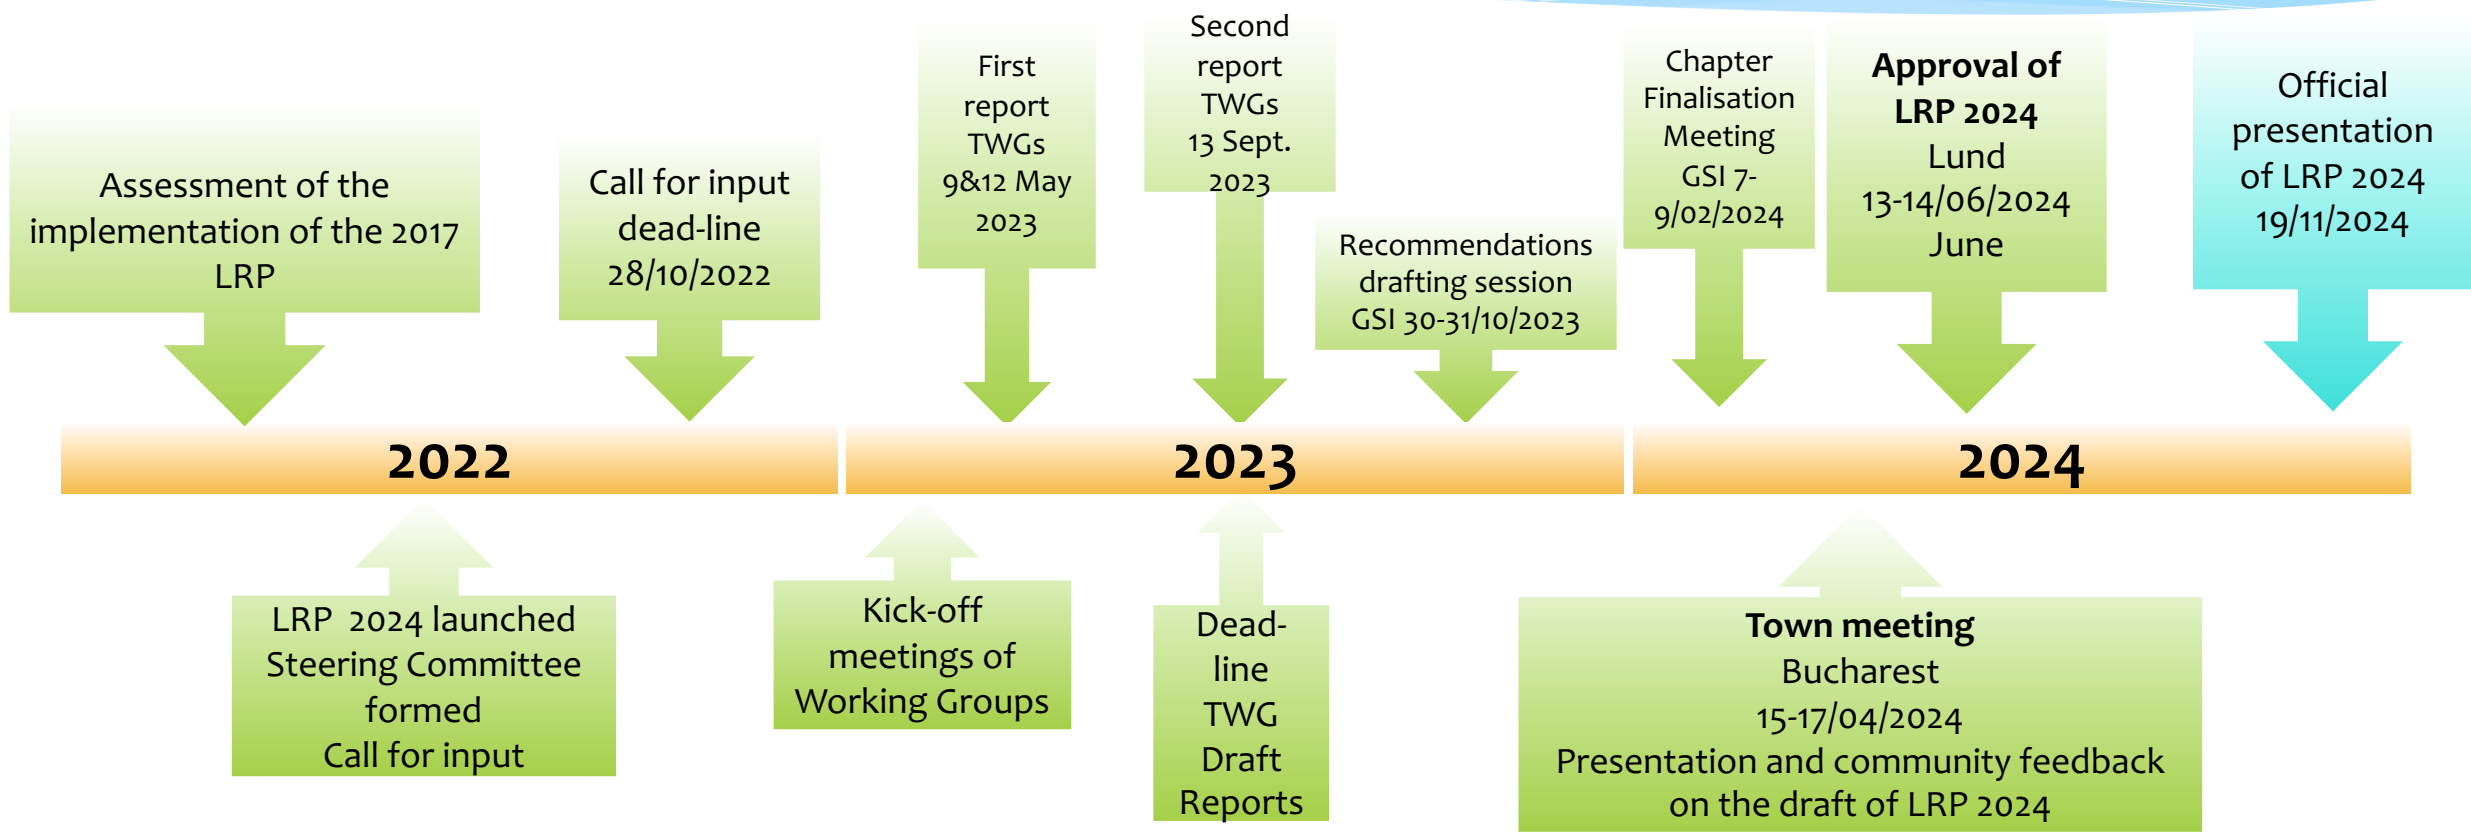 Assessment of the
implementation of the 2017
LRP
Call for input
dead-line
28/10/2022
First
report
TWGs
9&12 May
2023
Second
report
TWGs
13 Sept.
2023
Recommendations
drafting session
GSI 30-31/10/2023
Chapter
Finalisation
Meeting
GSI 7-
9/02/2024
Approval of
LRP 2024
Lund
13-14/06/2024
June
Official
presentation
of LRP 2024
19/11/2024
2022
2023
2024
LRP 2024 launched
Steering Committee
formed
Call for input
Kick-off
meetings of
Working Groups
Dead-
line
TWG
Draft
Reports
Town meeting
Bucharest
15-17/04/2024
Presentation and community feedback
on the draft of LRP 2024